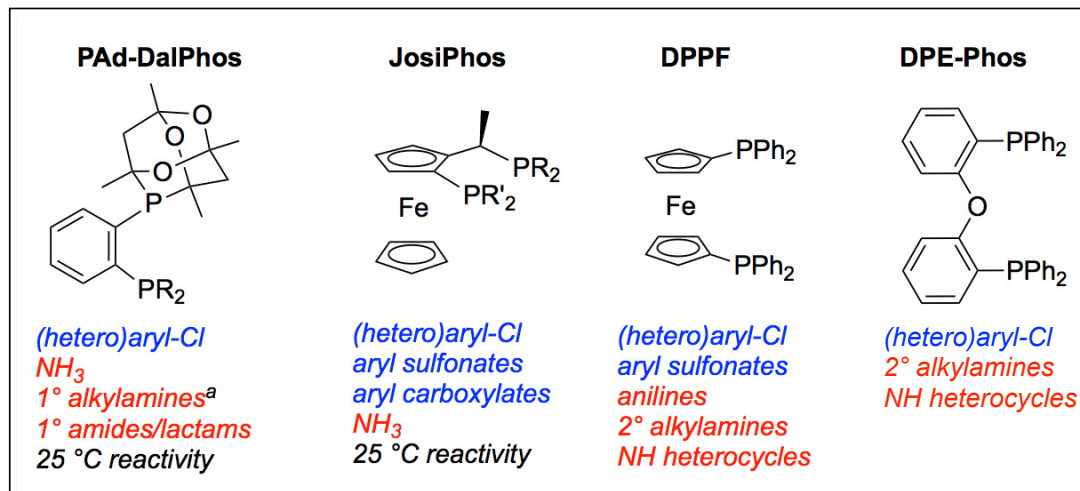 PAd-DalPhos
JosiPhos
DPPF
DPE-Phos
O
O
O
P
PR2
PR2
PR'2
Fe
PPh2
Fe
PPh2
PPh2
O
PPh2
(hetero)aryl-Cl
NH3
1° alkylaminesa
1° amides/lactams
25 °C reactivity
(hetero)aryl-Cl
aryl sulfonates
aryl carboxylates
NH3
25 °C reactivity
(hetero)aryl-Cl
aryl sulfonates
anilines
2° alkylamines
NH heterocycles
(hetero)aryl-Cl
2° alkylamines
NH heterocycles